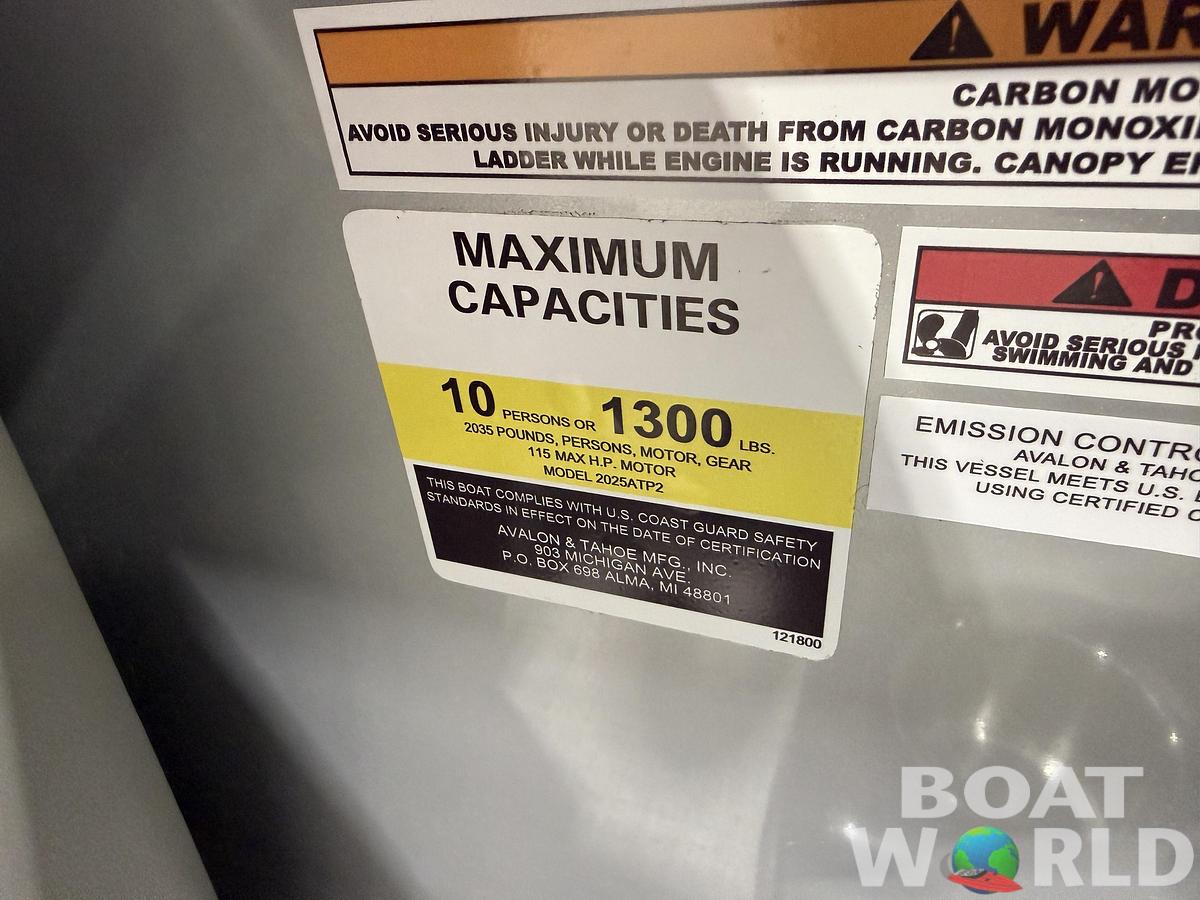 WAR
CARBON MO
AVOID SERIOUS INJURY OR DEATH FROM CARBON MONOXI
LADDER WHILE ENGINE IS RUNNING. CANOPY E
MAXIMUM
CAPACITIES
10 PERSONS OR 1300 LBS.
2035 POUNDS, PERSONS, MOTOR, GEAR
115 MAX H.P. MOTOR
MODEL 2025ATP2
THIS BOAT COMPLIES WITH U.S. COAST GUARD SAFETY
STANDARDS IN EFFECT ON THE DATE OF CERTIFICATION
AVALON & TAHOE MFG., INC.
903 MICHIGAN AVE.
P.O. BOX 698 ALMA, MI 48801
121800
D
PR
AVOID SERIOUS
SWIMMING AND
EMISSION CONTR
AVALON & TAHO
THIS VESSEL MEETS U.S.
USING CERTIFIED
BOAT
WORLD